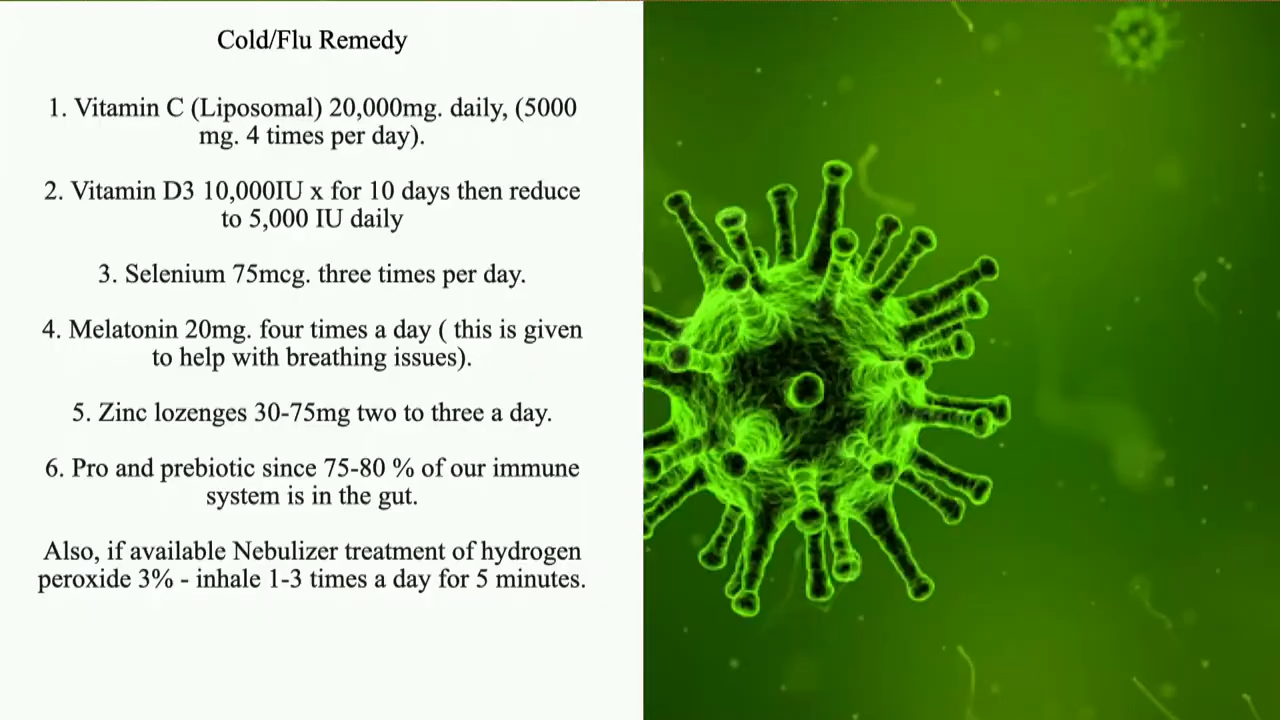 Cold/Flu Remedy
1. Vitamin C (Liposomal) 20,000mg. daily, (5000
mg. 4 times per day).
2. Vitamin D3 10,000IU x for 10 days then reduce
to 5,000 IU daily
3. Selenium 75mcg. three times per day.
4. Melatonin 20mg. four times a day ( this is given
to help with breathing issues).
5. Zinc lozenges 30-75mg two to three a day.
6. Pro and prebiotic since 75-80 % of our immune
system is in the gut.
Also, if available Nebulizer treatment of hydrogen
peroxide 3% - inhale 1-3 times a day for 5 minutes.